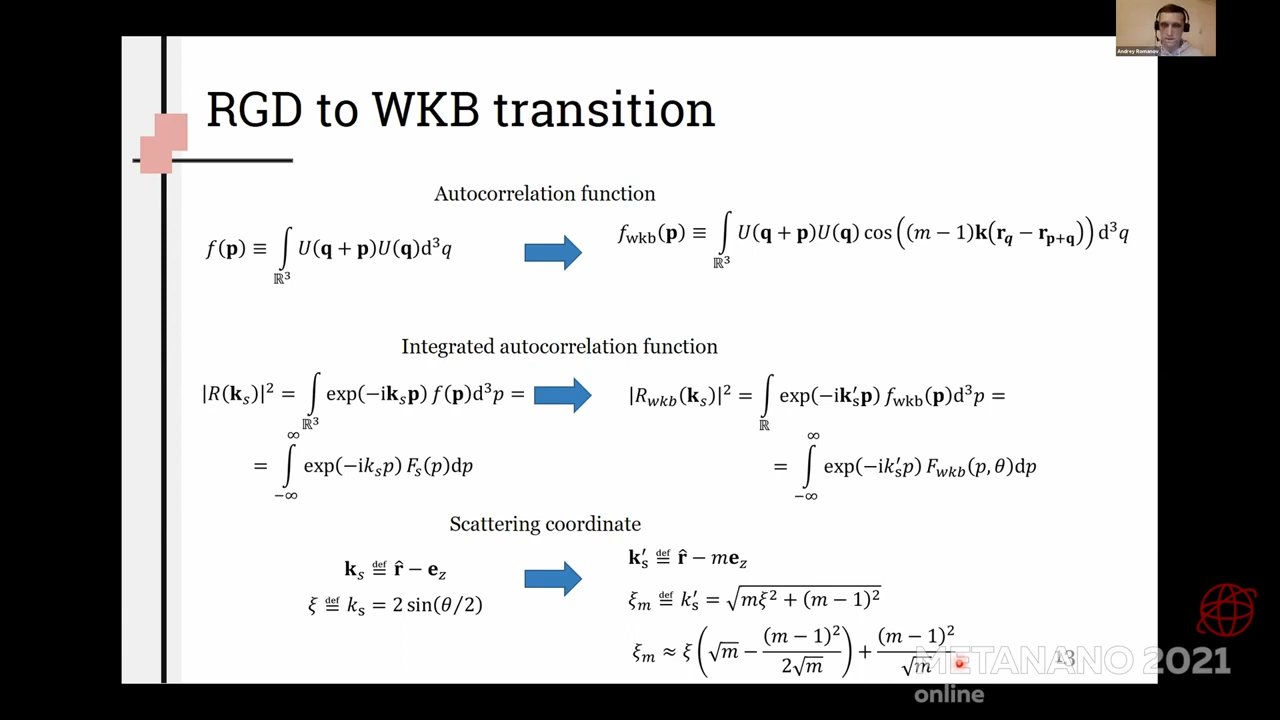 Andrey Romanov
RGD to WKB transition
Autocorrelation function
f(𝐩) ≡ ∫_{ℝ³} U(𝐪 + 𝐩)U(𝐪)d³q
f_wkb(𝐩) ≡ ∫_{ℝ³} U(𝐪 + 𝐩)U(𝐪) cos((m − 1)𝐤(𝐫_q − 𝐫_{p+q})) d³q
Integrated autocorrelation function
|R(𝐤_s)|² = ∫_{ℝ³} exp(−i𝐤_s𝐩) f(𝐩)d³p =
= ∫_{−∞}^{∞} exp(−ik_s p) F_s(p)dp
|R_wkb(𝐤_s)|² = ∫_ℝ exp(−i𝐤′_s𝐩) f_wkb(𝐩)d³p =
= ∫_{−∞}^{∞} exp(−ik′_s p) F_wkb(p, θ)dp
Scattering coordinate
𝐤_s ≝ 𝐫̂ − 𝐞_z
ξ ≝ k_s = 2 sin(θ/2)
𝐤′_s ≝ 𝐫̂ − m𝐞_z
ξ_m ≝ k′_s = √(mξ² + (m − 1)²)
ξ_m ≈ ξ(√m − (m − 1)²/(2√m)) + (m − 1)²/√m
13
METANANO 2021
online